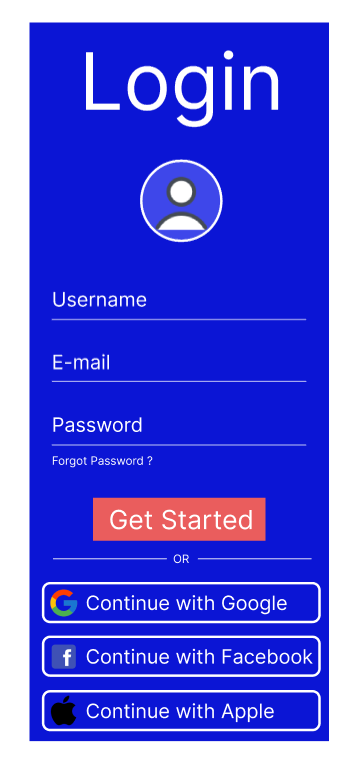 Login
Username
E-mail
Password
Forgot Password ?
Get Started
OR
Continue with Google
Continue with Facebook
Continue with Apple